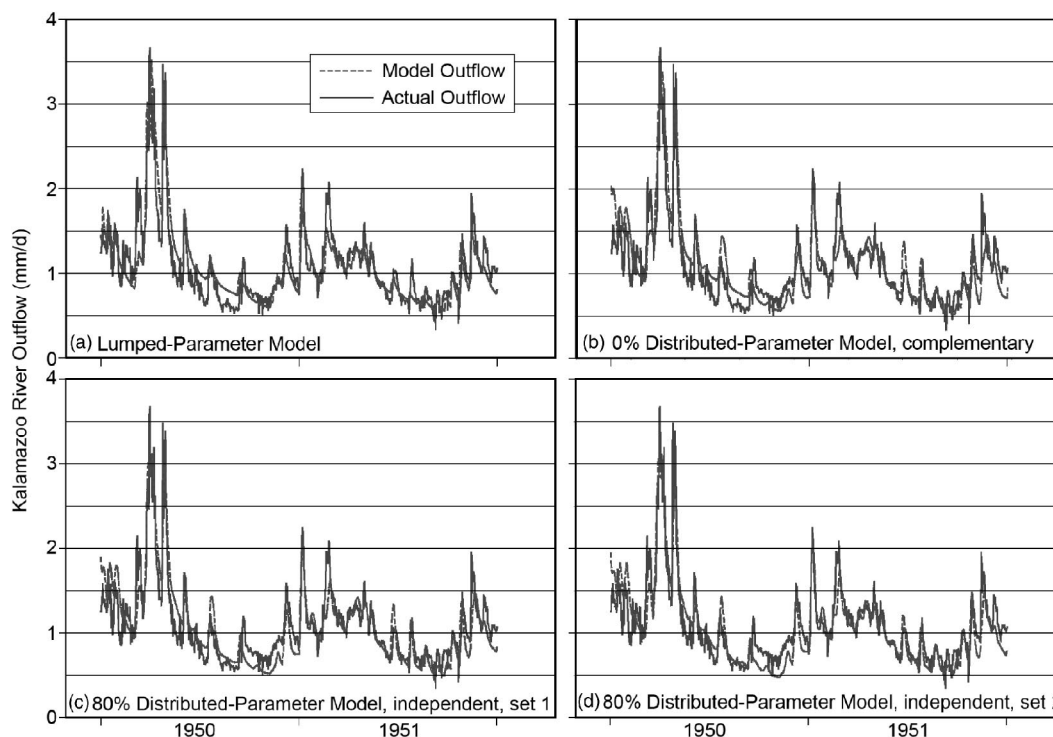 4
3
2
1
0
Model Outflow
Actual Outflow
(a) Lumped-Parameter Model
(b) 0% Distributed-Parameter Model, complementary
Kalamazoo River Outflow (mm/d)
4
3
2
1
0
(c) 80% Distributed-Parameter Model, independent, set 1
(d) 80% Distributed-Parameter Model, independent, set
1950
1951
1950
1951